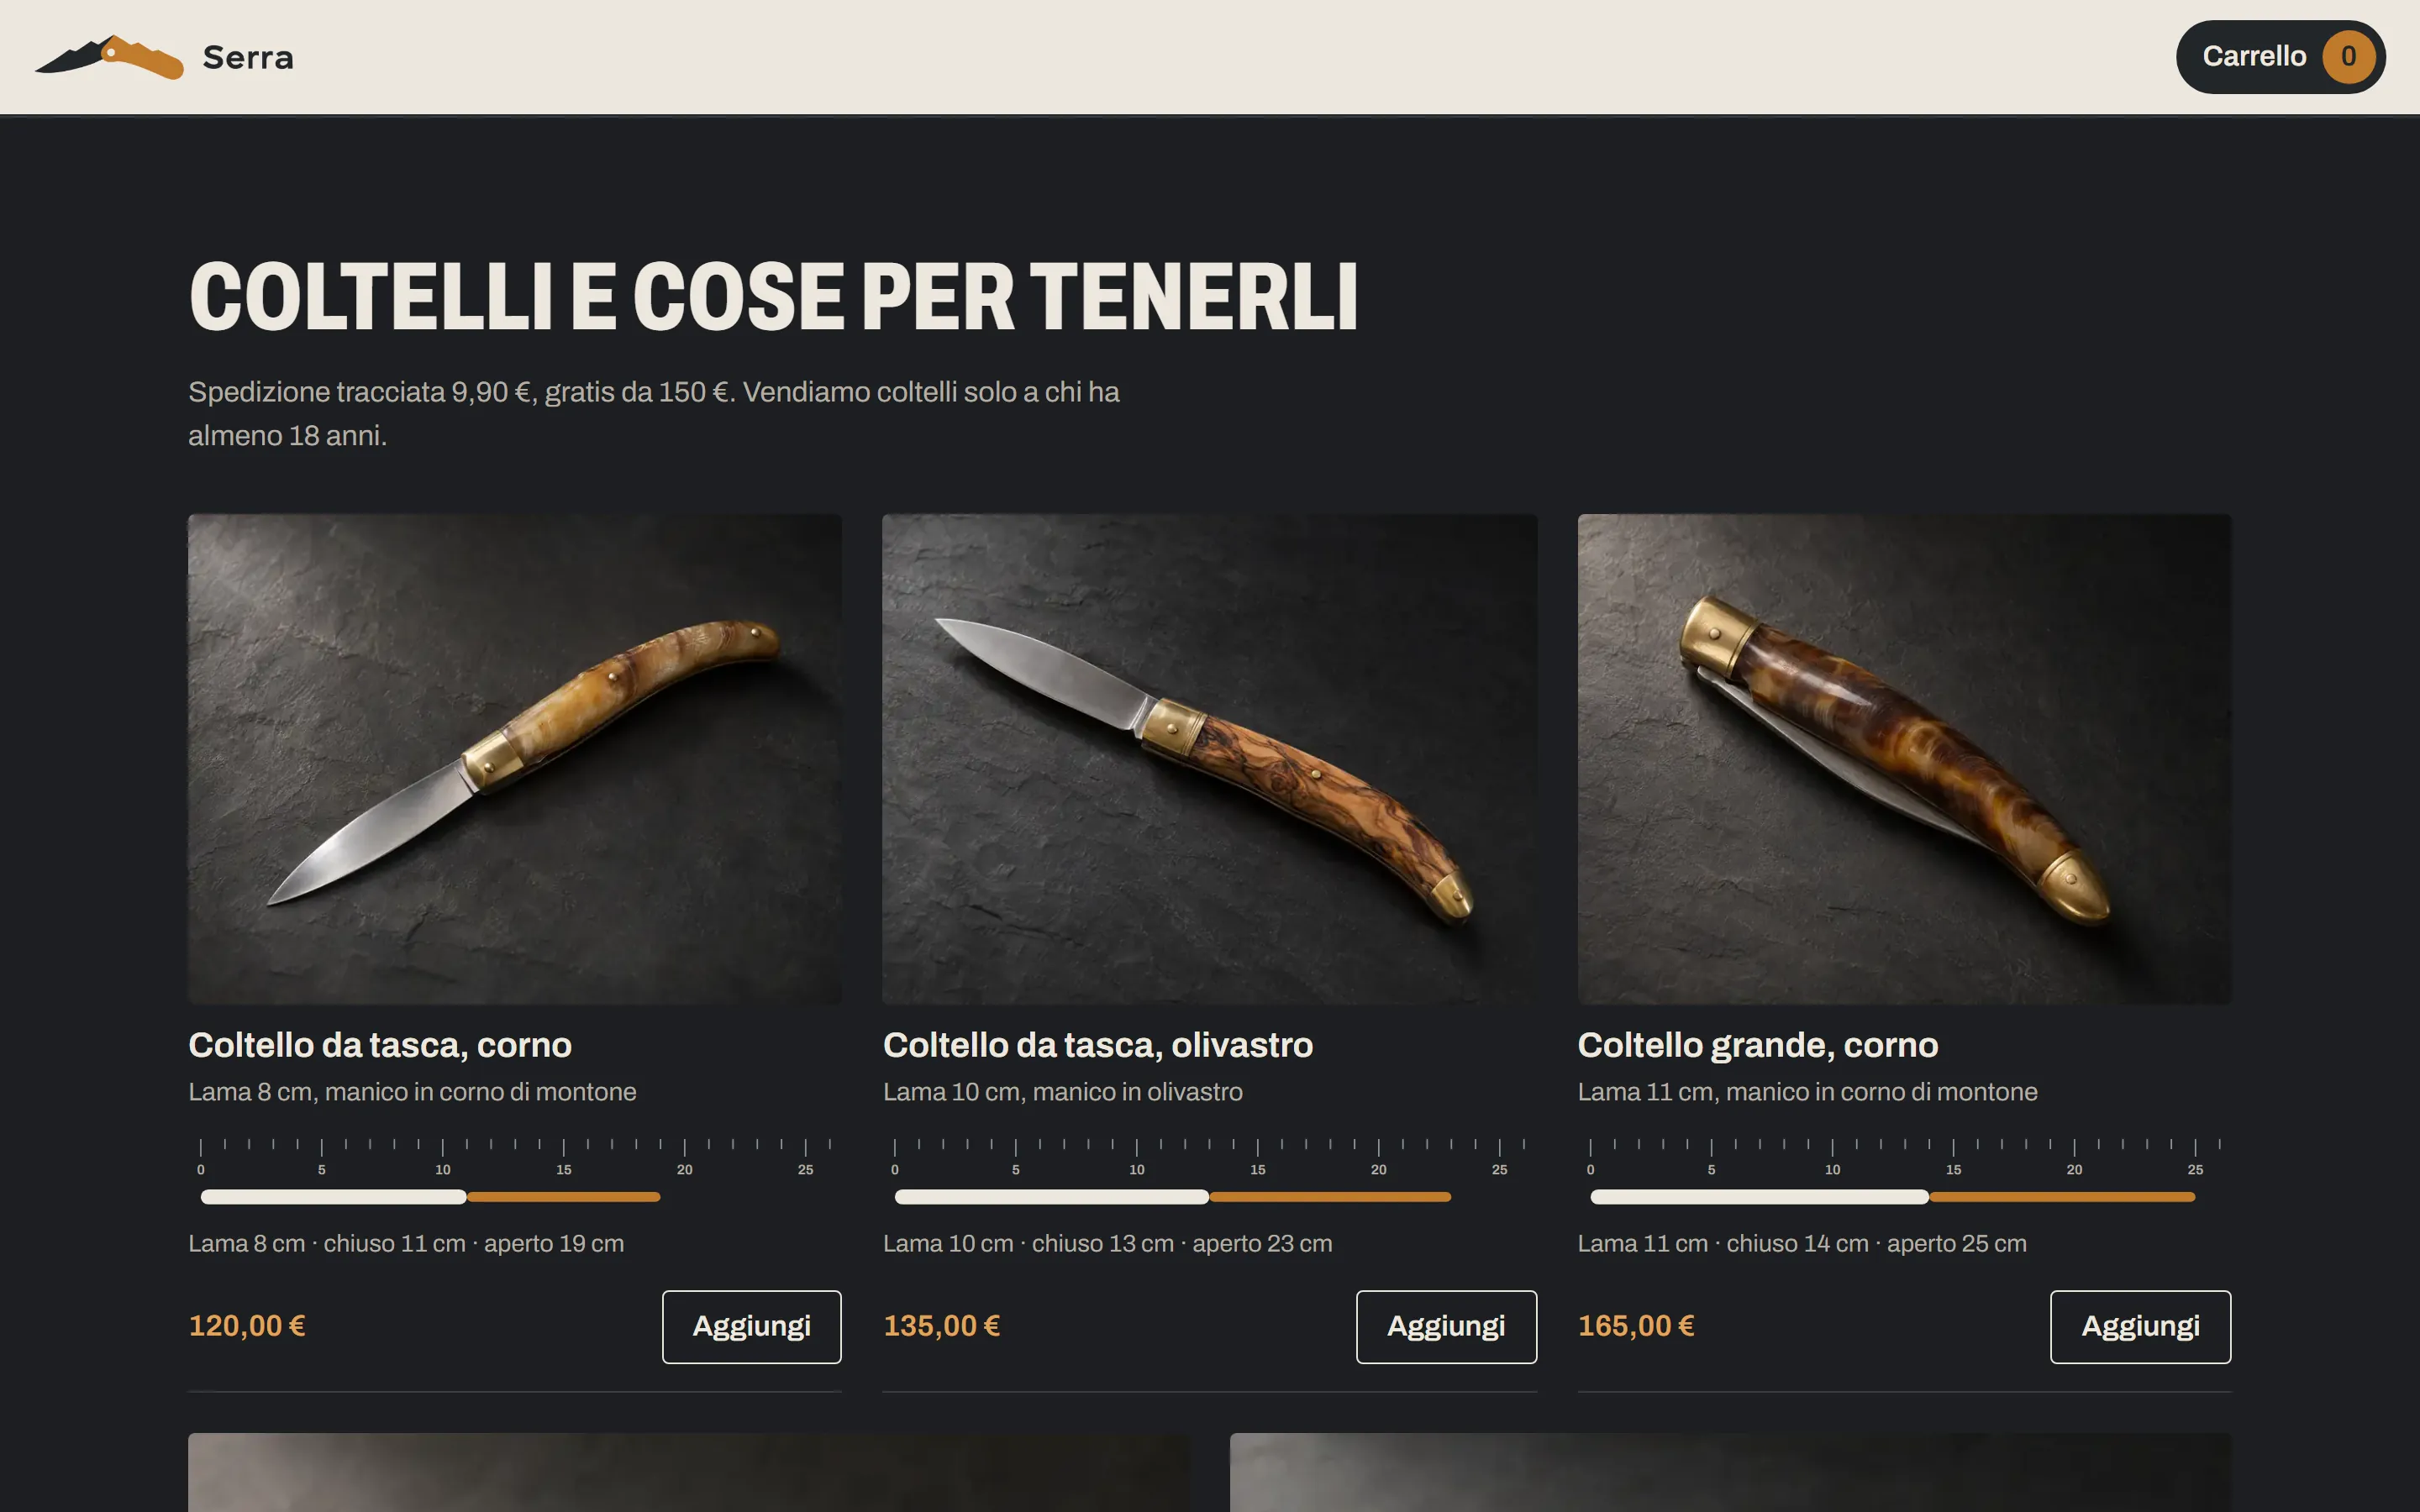 Serra
Carrello 0
COLTELLI E COSE PER TENERLI
Spedizione tracciata 9,90 €, gratis da 150 €. Vendiamo coltelli solo a chi ha
almeno 18 anni.
Coltello da tasca, corno
Lama 8 cm, manico in corno di montone
0 5 10 15 20 25
Lama 8 cm · chiuso 11 cm · aperto 19 cm
120,00 €
Aggiungi
Coltello da tasca, olivastro
Lama 10 cm, manico in olivastro
0 5 10 15 20 25
Lama 10 cm · chiuso 13 cm · aperto 23 cm
135,00 €
Aggiungi
Coltello grande, corno
Lama 11 cm, manico in corno di montone
0 5 10 15 20 25
Lama 11 cm · chiuso 14 cm · aperto 25 cm
165,00 €
Aggiungi